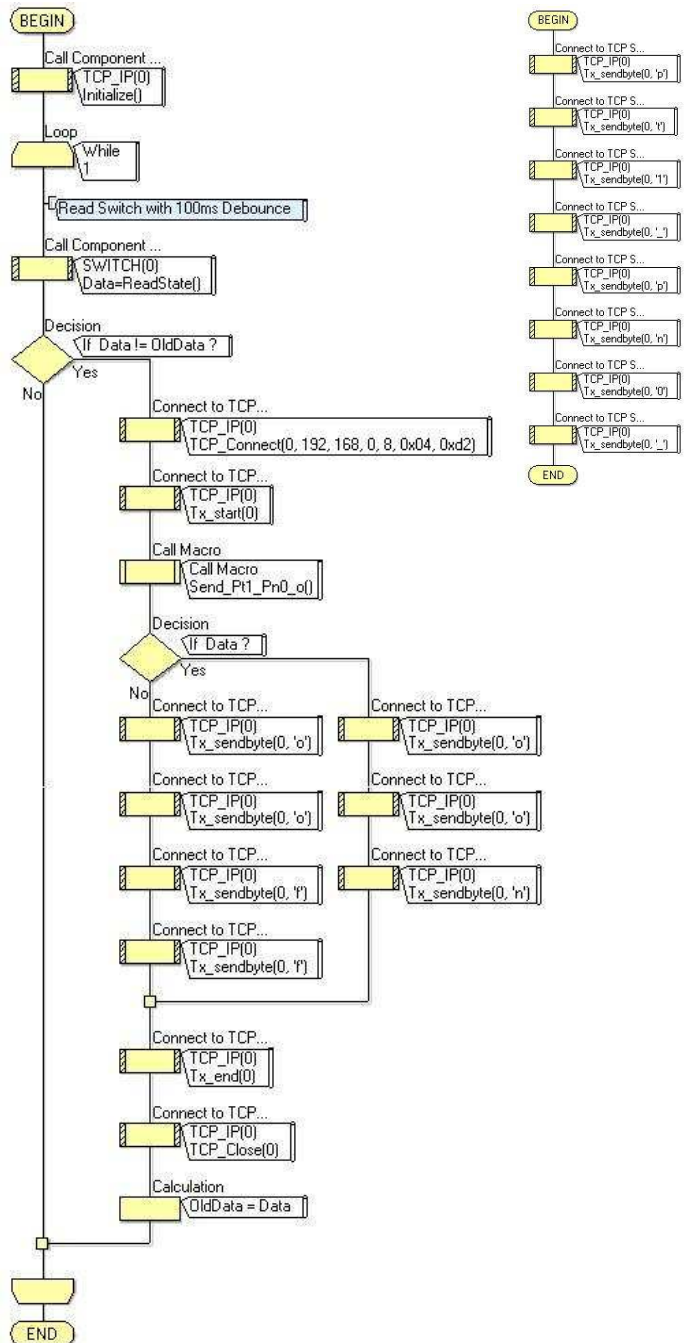 BEGIN
Call Component ...
TCP_IP(0)
Initialize()
Loop
While
1
Read Switch with 100ms Debounce
Call Component ...
SWITCH(0)
Data=ReadState()
Decision
If Data != OldData ?
Yes
No
Connect to TCP...
TCP_IP(0)
TCP_Connect(0, 192, 168, 0, 8, 0x04, 0xd2)
Connect to TCP...
TCP_IP(0)
Tx_start(0)
Call Macro
Call Macro
Send_Pt1_Pn0_o()
Decision
If Data ?
Yes
No
Connect to TCP...
TCP_IP(0)
Tx_sendbyte(0, 'o')
Connect to TCP...
TCP_IP(0)
Tx_sendbyte(0, 'o')
Connect to TCP...
TCP_IP(0)
Tx_sendbyte(0, 'f')
Connect to TCP...
TCP_IP(0)
Tx_sendbyte(0, 'f')
Connect to TCP...
TCP_IP(0)
Tx_sendbyte(0, 'o')
Connect to TCP...
TCP_IP(0)
Tx_sendbyte(0, 'o')
Connect to TCP...
TCP_IP(0)
Tx_sendbyte(0, 'n')
Connect to TCP...
TCP_IP(0)
Tx_end(0)
Connect to TCP...
TCP_IP(0)
TCP_Close(0)
Calculation
OldData = Data
END
BEGIN
Connect to TCP S...
TCP_IP(0)
Tx_sendbyte(0, 'p')
Connect to TCP S...
TCP_IP(0)
Tx_sendbyte(0, 't')
Connect to TCP S...
TCP_IP(0)
Tx_sendbyte(0, '1')
Connect to TCP S...
TCP_IP(0)
Tx_sendbyte(0, '_')
Connect to TCP S...
TCP_IP(0)
Tx_sendbyte(0, 'p')
Connect to TCP S...
TCP_IP(0)
Tx_sendbyte(0, 'n')
Connect to TCP S...
TCP_IP(0)
Tx_sendbyte(0, '0')
Connect to TCP S...
TCP_IP(0)
Tx_sendbyte(0, '_')
END